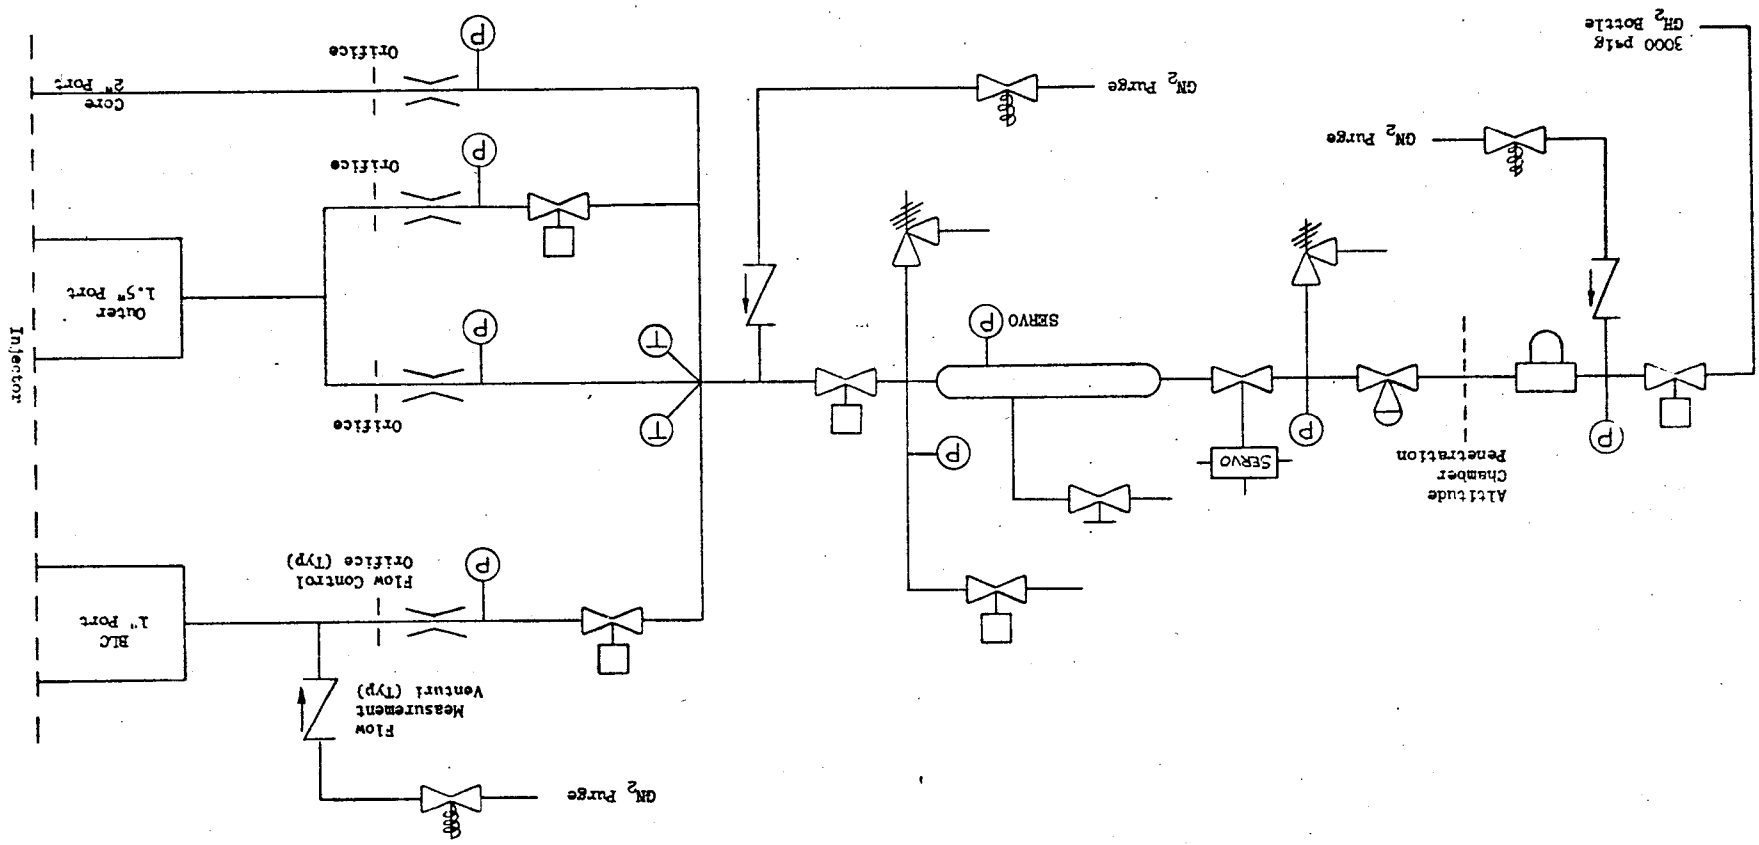 GN₂ Purge
Flow
Measurement
Venturi (Typ)
BLC
1" Port
Flow Control
Orifice (Typ)
P
Altitude
Chamber
Penetration
SERVO
P
P
P
T
Orifice
Injector
T
P
SERVO
P
Outer
1.5" Port
Orifice
P
GN₂ Purge
Core
2" Port
GN₂ Purge
Orifice
P
3000 psig
GH₂ Bottle